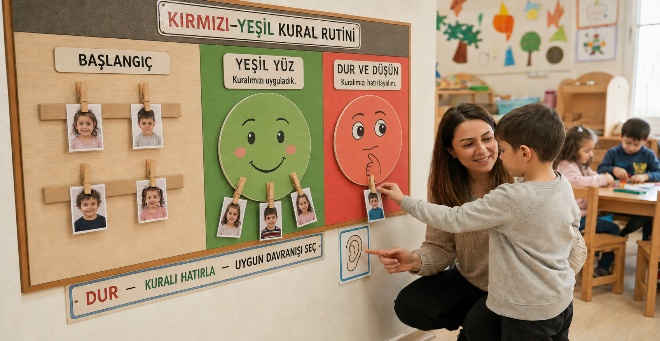 KIRMIZI-YEŞİL KURAL RUTİNİ
BAŞLANGIÇ
YEŞİL YÜZ
Kuralımızı uyguladık.
DUR VE DÜŞÜN
Kuralımızı hatırlayalım.
DUR — KURALI HATIRLA — UYGUN DAVRANIŞI SEÇ